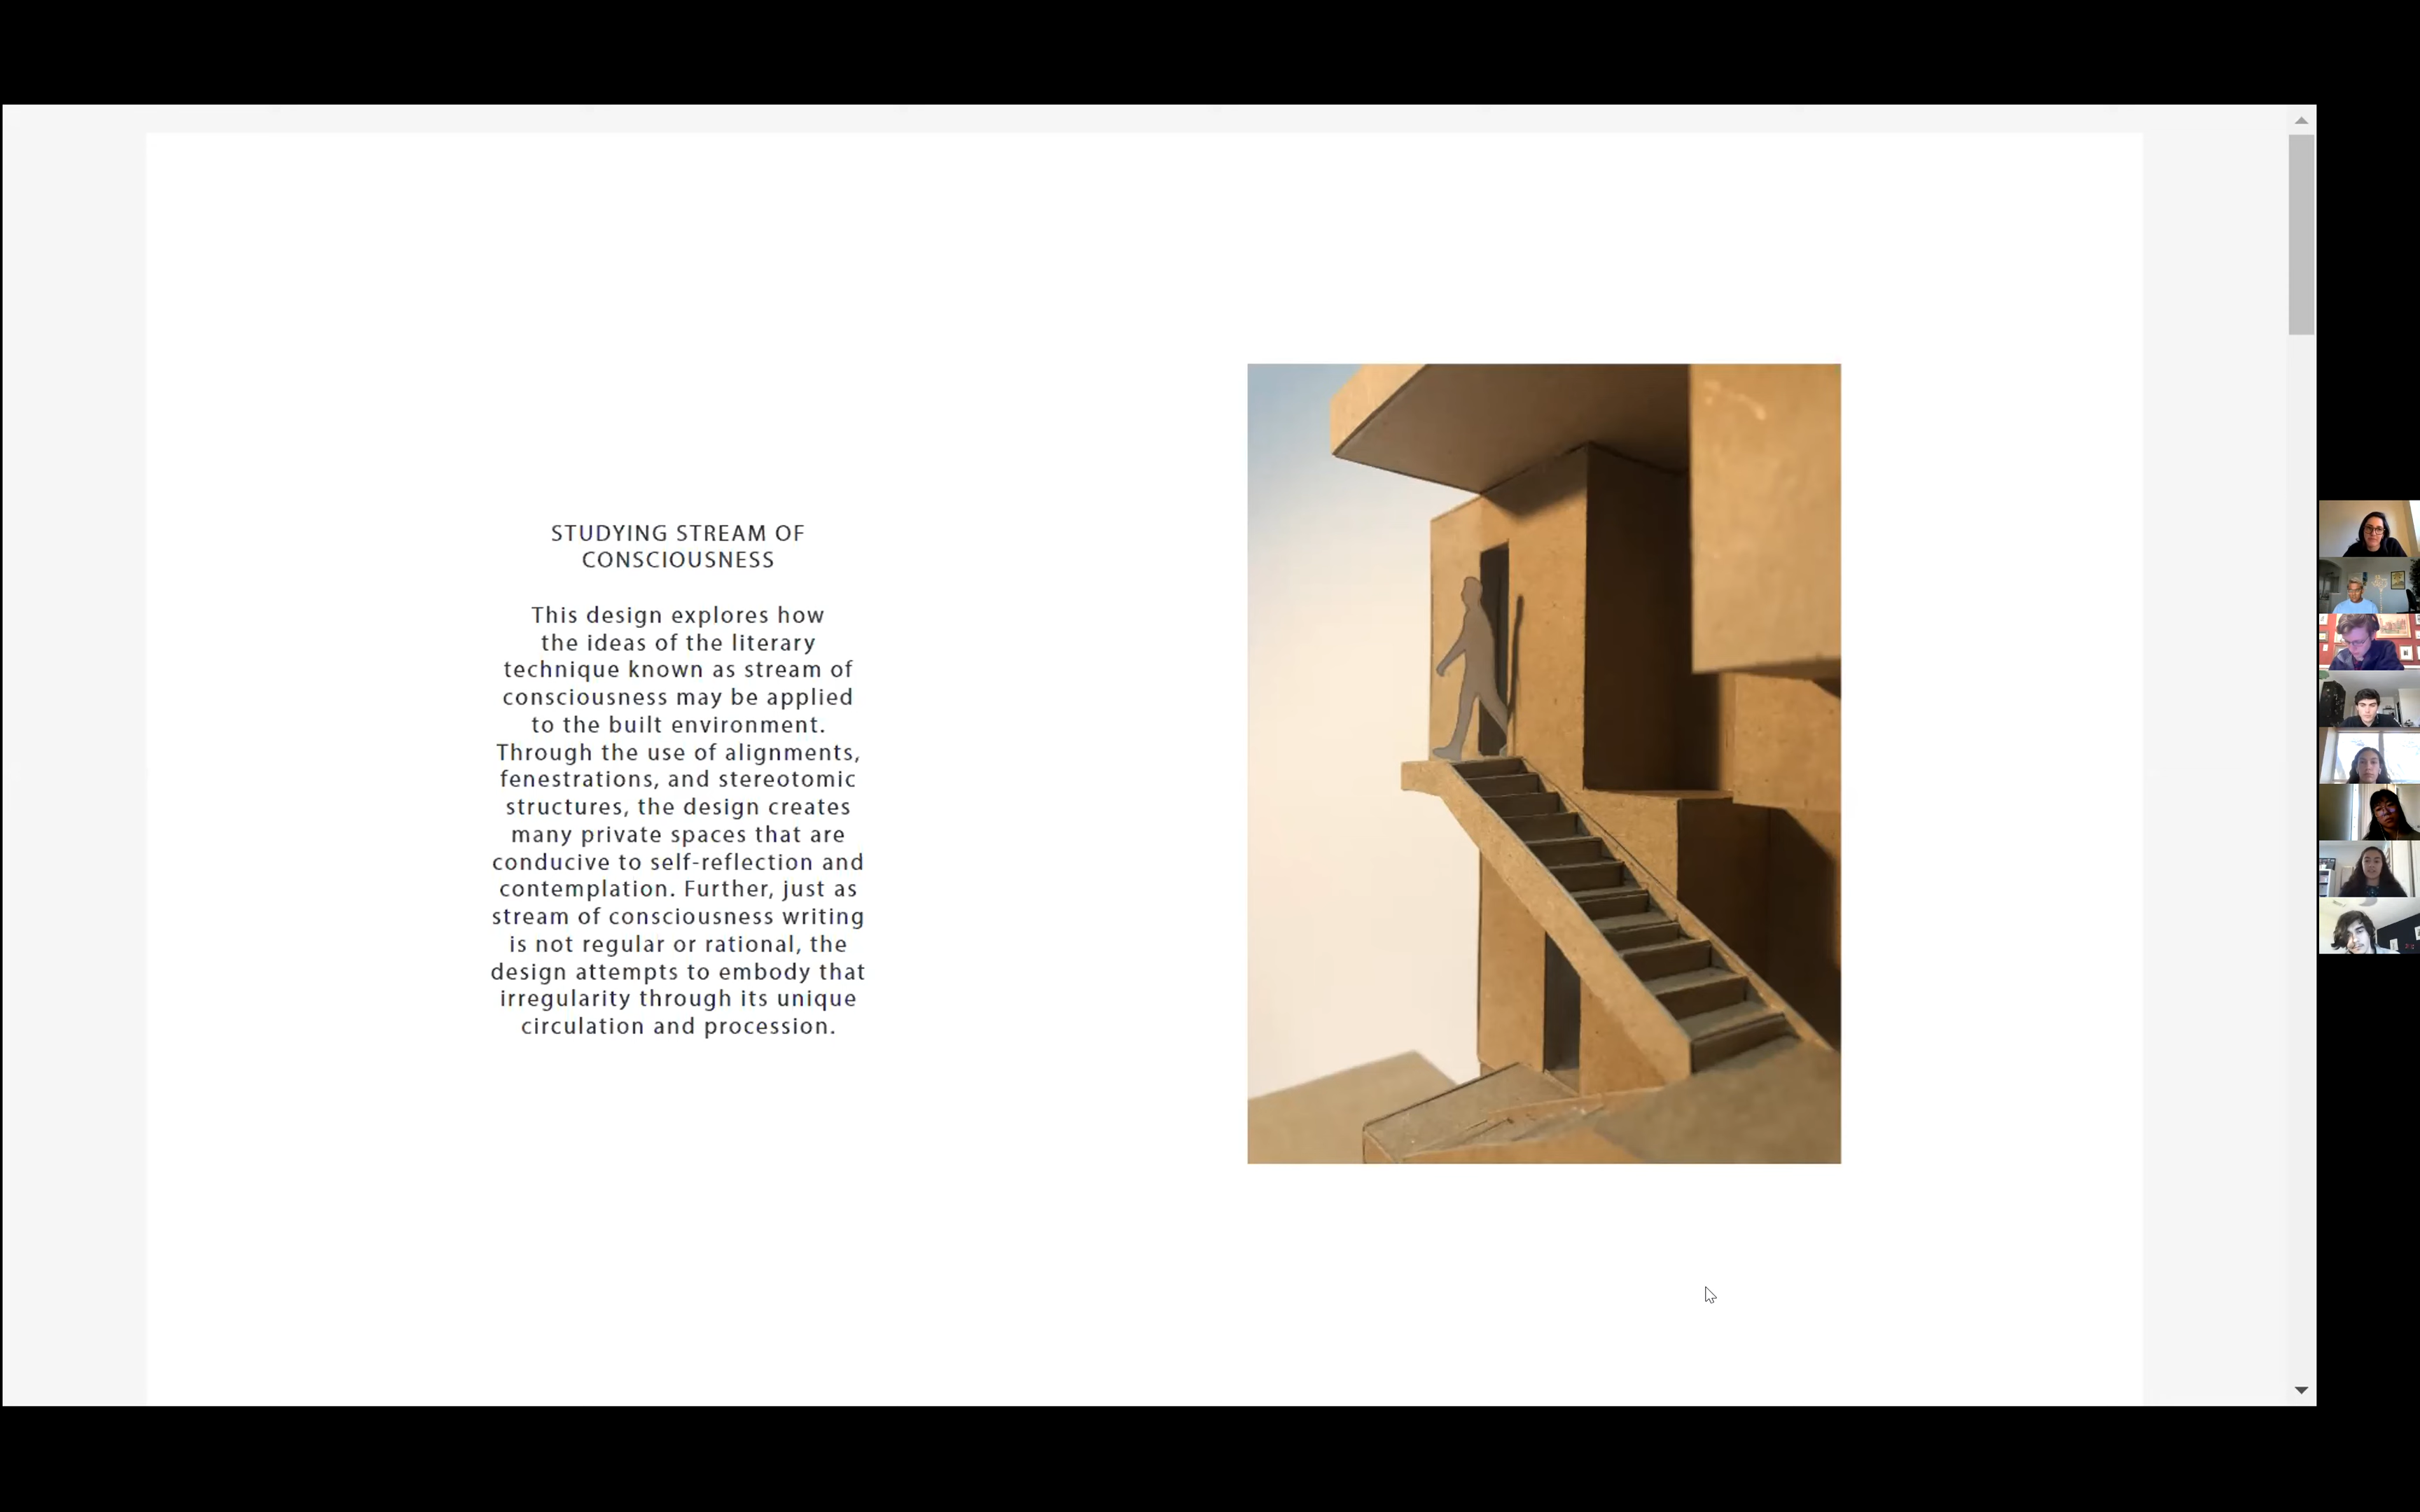 STUDYING STREAM OF
CONSCIOUSNESS
This design explores how
the ideas of the literary
technique known as stream of
consciousness may be applied
to the built environment.
Through the use of alignments,
fenestrations, and stereotomic
structures, the design creates
many private spaces that are
conducive to self-reflection and
contemplation. Further, just as
stream of consciousness writing
is not regular or rational, the
design attempts to embody that
irregularity through its unique
circulation and procession.